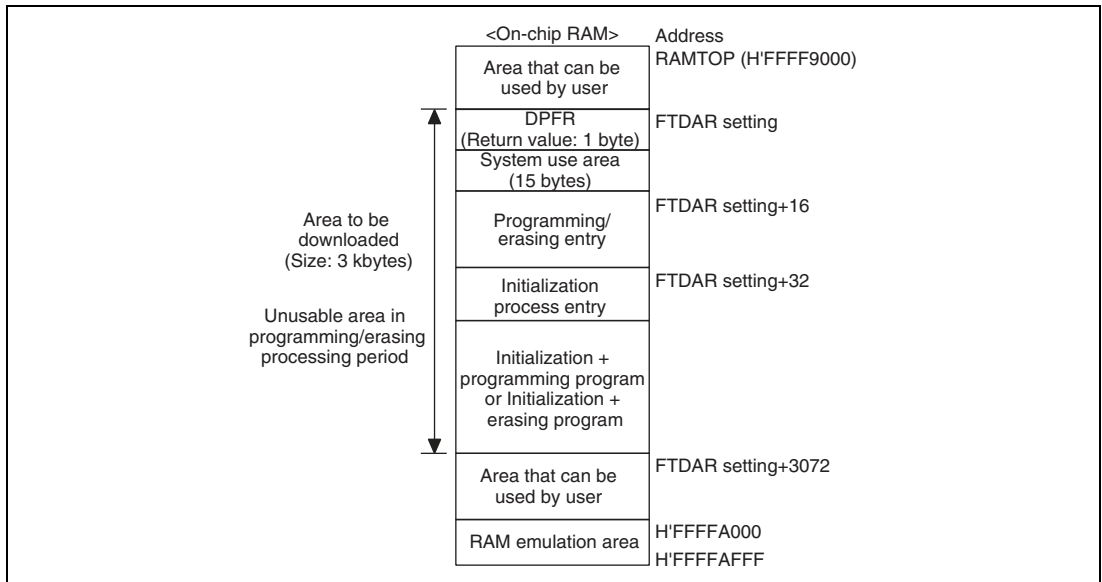 <On-chip RAM>
Address
RAMTOP (H'FFFF9000)
Area that can be
used by user
DPFR
(Return value: 1 byte)
FTDAR setting
System use area
(15 bytes)
FTDAR setting+16
Programming/
erasing entry
Area to be
downloaded
(Size: 3 kbytes)
FTDAR setting+32
Initialization
process entry
Unusable area in
programming/erasing
processing period
Initialization +
programming program
or Initialization +
erasing program
FTDAR setting+3072
Area that can be
used by user
H'FFFFA000
RAM emulation area
H'FFFFAFFF